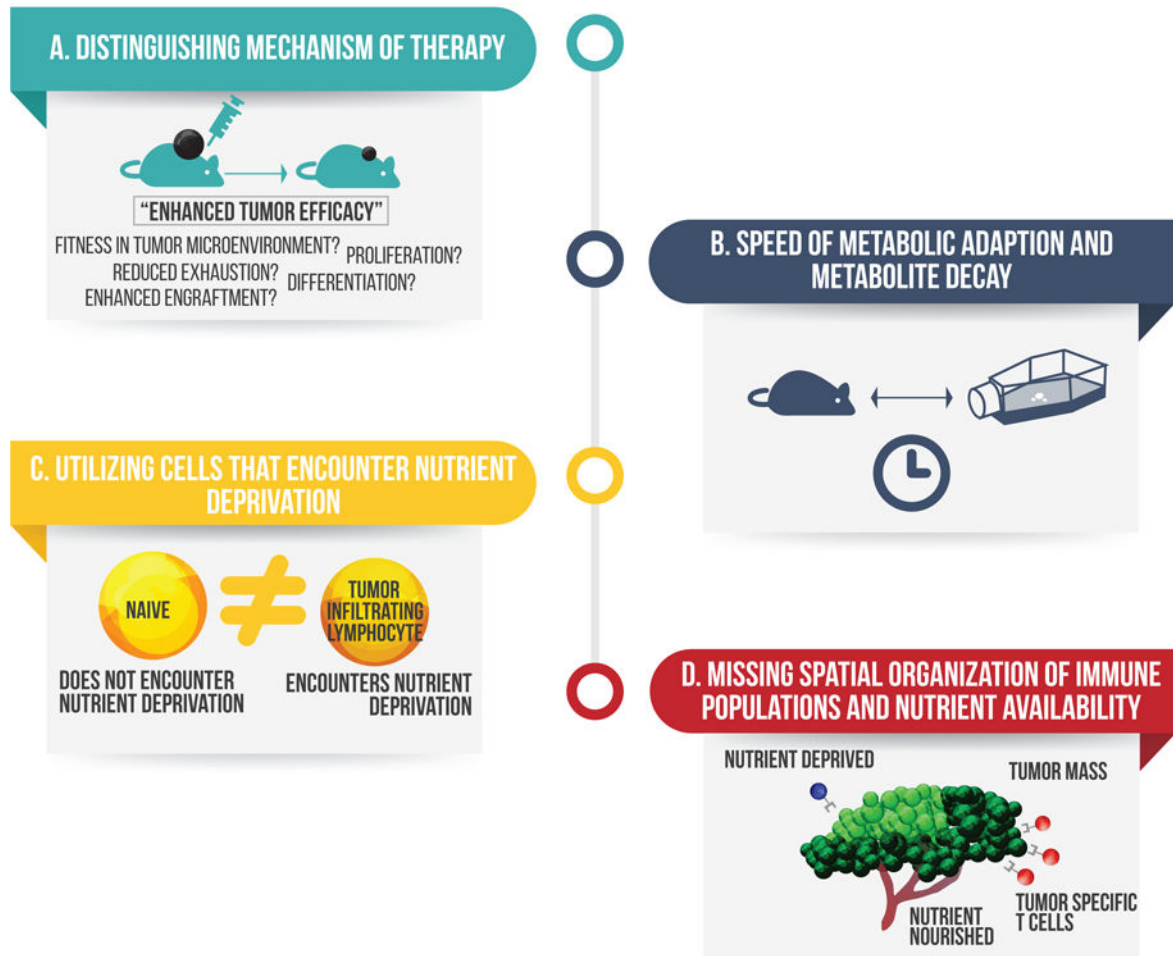 A. DISTINGUISHING MECHANISM OF THERAPY
"ENHANCED TUMOR EFFICACY"
FITNESS IN TUMOR MICROENVIRONMENT?
PROLIFERATION?
REDUCED EXHAUSTION?
DIFFERENTIATION?
ENHANCED ENGRAFTMENT?
B. SPEED OF METABOLIC ADAPTION AND
METABOLITE DECAY
C. UTILIZING CELLS THAT ENCOUNTER NUTRIENT
DEPRIVATION
NAIVE
TUMOR
INFILTRATING
LYMPHOCYTE
DOES NOT ENCOUNTER
NUTRIENT DEPRIVATION
ENCOUNTERS NUTRIENT
DEPRIVATION
D. MISSING SPATIAL ORGANIZATION OF IMMUNE
POPULATIONS AND NUTRIENT AVAILABILITY
NUTRIENT DEPRIVED
TUMOR MASS
NUTRIENT
NOURISHED
TUMOR SPECIFIC
T CELLS